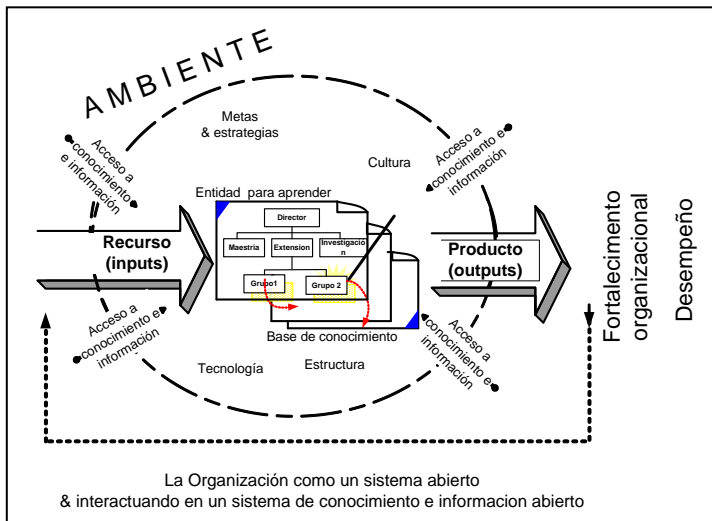 AMBIENTE
Metas
& estrategias
Acceso a
conocimiento
e información
Acceso a
conocimiento e
información
Cultura
Entidad para aprender
Director
Maestria
Extension
Investigacio
n
Grupo1
Grupo 2
Recurso
(inputs)
Producto
(outputs)
Fortalecimento
organizacional
Desempeño
Acceso a
conocimiento e
información
Base de conocimiento
Acceso a
conocimiento e
información
Tecnología
Estructura
La Organización como un sistema abierto
& interactuando en un sistema de conocimiento e informacion abierto